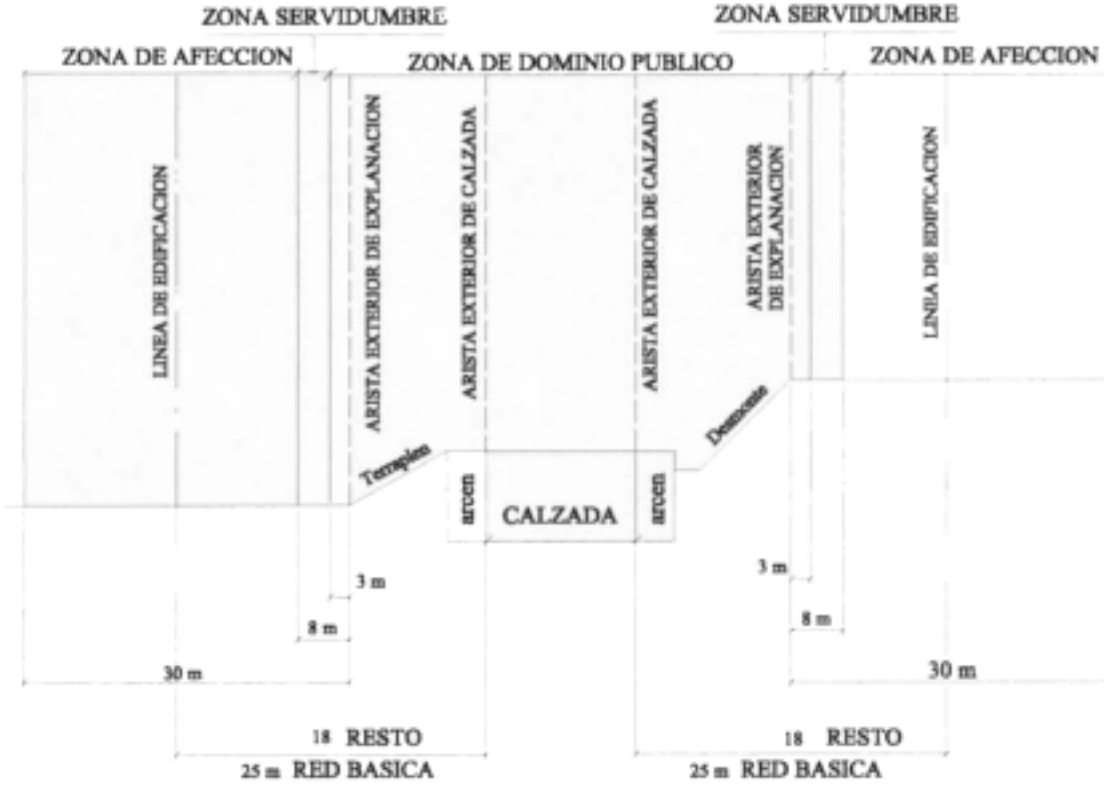 ZONA SERVIDUMBRE
ZONA SERVIDUMBRE
ZONA DE AFECCION
ZONA DE DOMINIO PUBLICO
ZONA DE AFECCION
LINEA DE EDIFICACION
ARISTA EXTERIOR DE EXPLANACION
ARISTA EXTERIOR DE CALZADA
ARISTA EXTERIOR DE CALZADA
ARISTA EXTERIOR
DE EXPLANACION
LINEA DE EDIFICACION
Terraplen
Desmonte
arcen
CALZADA
arcen
3 m
3 m
8 m
8 m
30 m
30 m
18 RESTO
18 RESTO
25 m RED BASICA
25 m RED BASICA